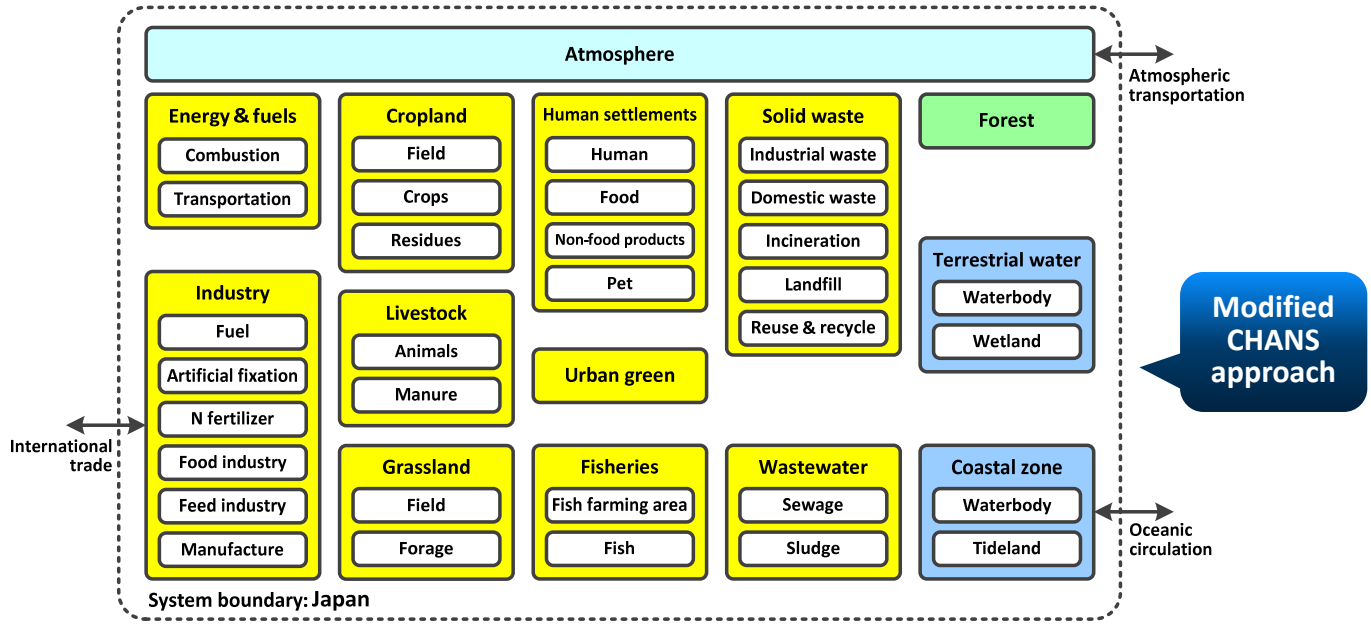 Atmosphere
Atmospheric
transportation
Energy & fuels
Combustion
Transportation
Cropland
Field
Crops
Residues
Human settlements
Human
Food
Non-food products
Pet
Solid waste
Industrial waste
Domestic waste
Incineration
Landfill
Reuse & recycle
Forest
Terrestrial water
Waterbody
Wetland
Industry
Fuel
Artificial fixation
N fertilizer
Food industry
Feed industry
Manufacture
International
trade
Livestock
Animals
Manure
Urban green
Grassland
Field
Forage
Fisheries
Fish farming area
Fish
Wastewater
Sewage
Sludge
Coastal zone
Waterbody
Tideland
Oceanic
circulation
Modified
CHANS
approach
System boundary: Japan